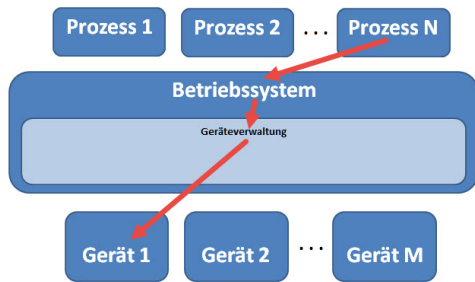 Prozess 1 Prozess 2 ... Prozess N
Betriebssystem
Geräteverwaltung
Gerät 1 Gerät 2 ... Gerät M